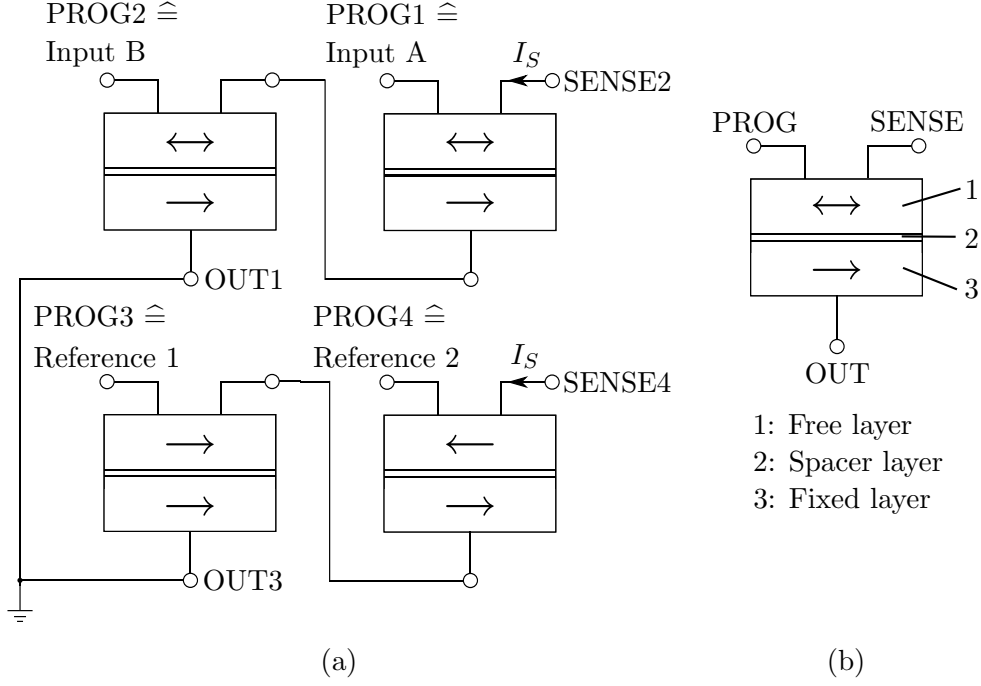 PROG2 ≙
Input B
PROG1 ≙
Input A
I_S
SENSE2
OUT1
PROG3 ≙
Reference 1
PROG4 ≙
Reference 2
I_S
SENSE4
OUT3
(a)
PROG
SENSE
1
2
3
OUT
1: Free layer
2: Spacer layer
3: Fixed layer
(b)